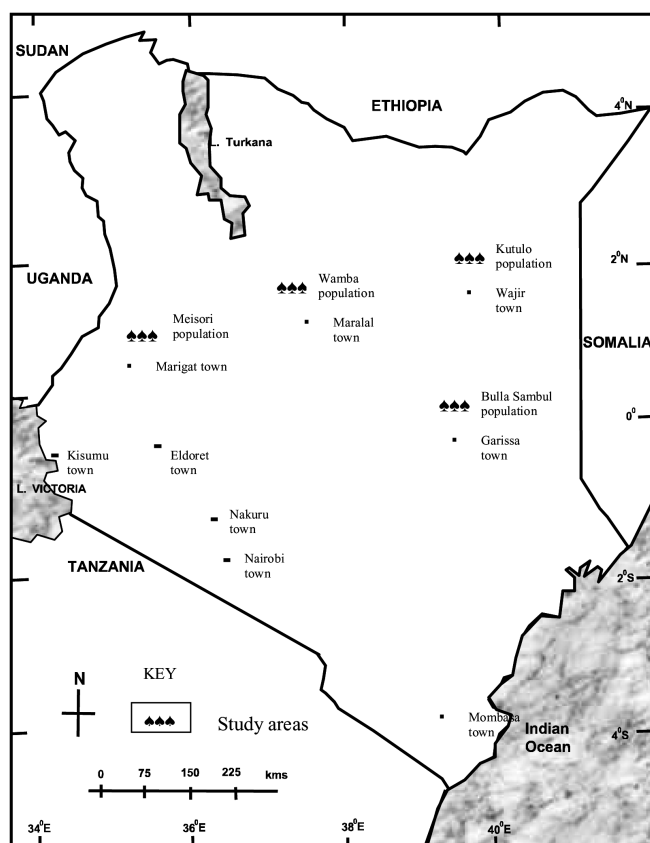 SUDAN
ETHIOPIA
4⁰N
L. Turkana
Kutulo
population
2⁰N
UGANDA
Wamba
population
Wajir
town
Meisori
population
Maralal
town
SOMALIA
Marigat town
Bulla Sambul
population
0⁰
Garissa
town
Kisumu
town
Eldoret
town
L. VICTORIA
Nakuru
town
Nairobi
town
TANZANIA
2⁰S
N
KEY
Study areas
Mombasa
town
Indian
Ocean
4⁰S
0 75 150 225 kms
34⁰E 36⁰E 38⁰E 40⁰E